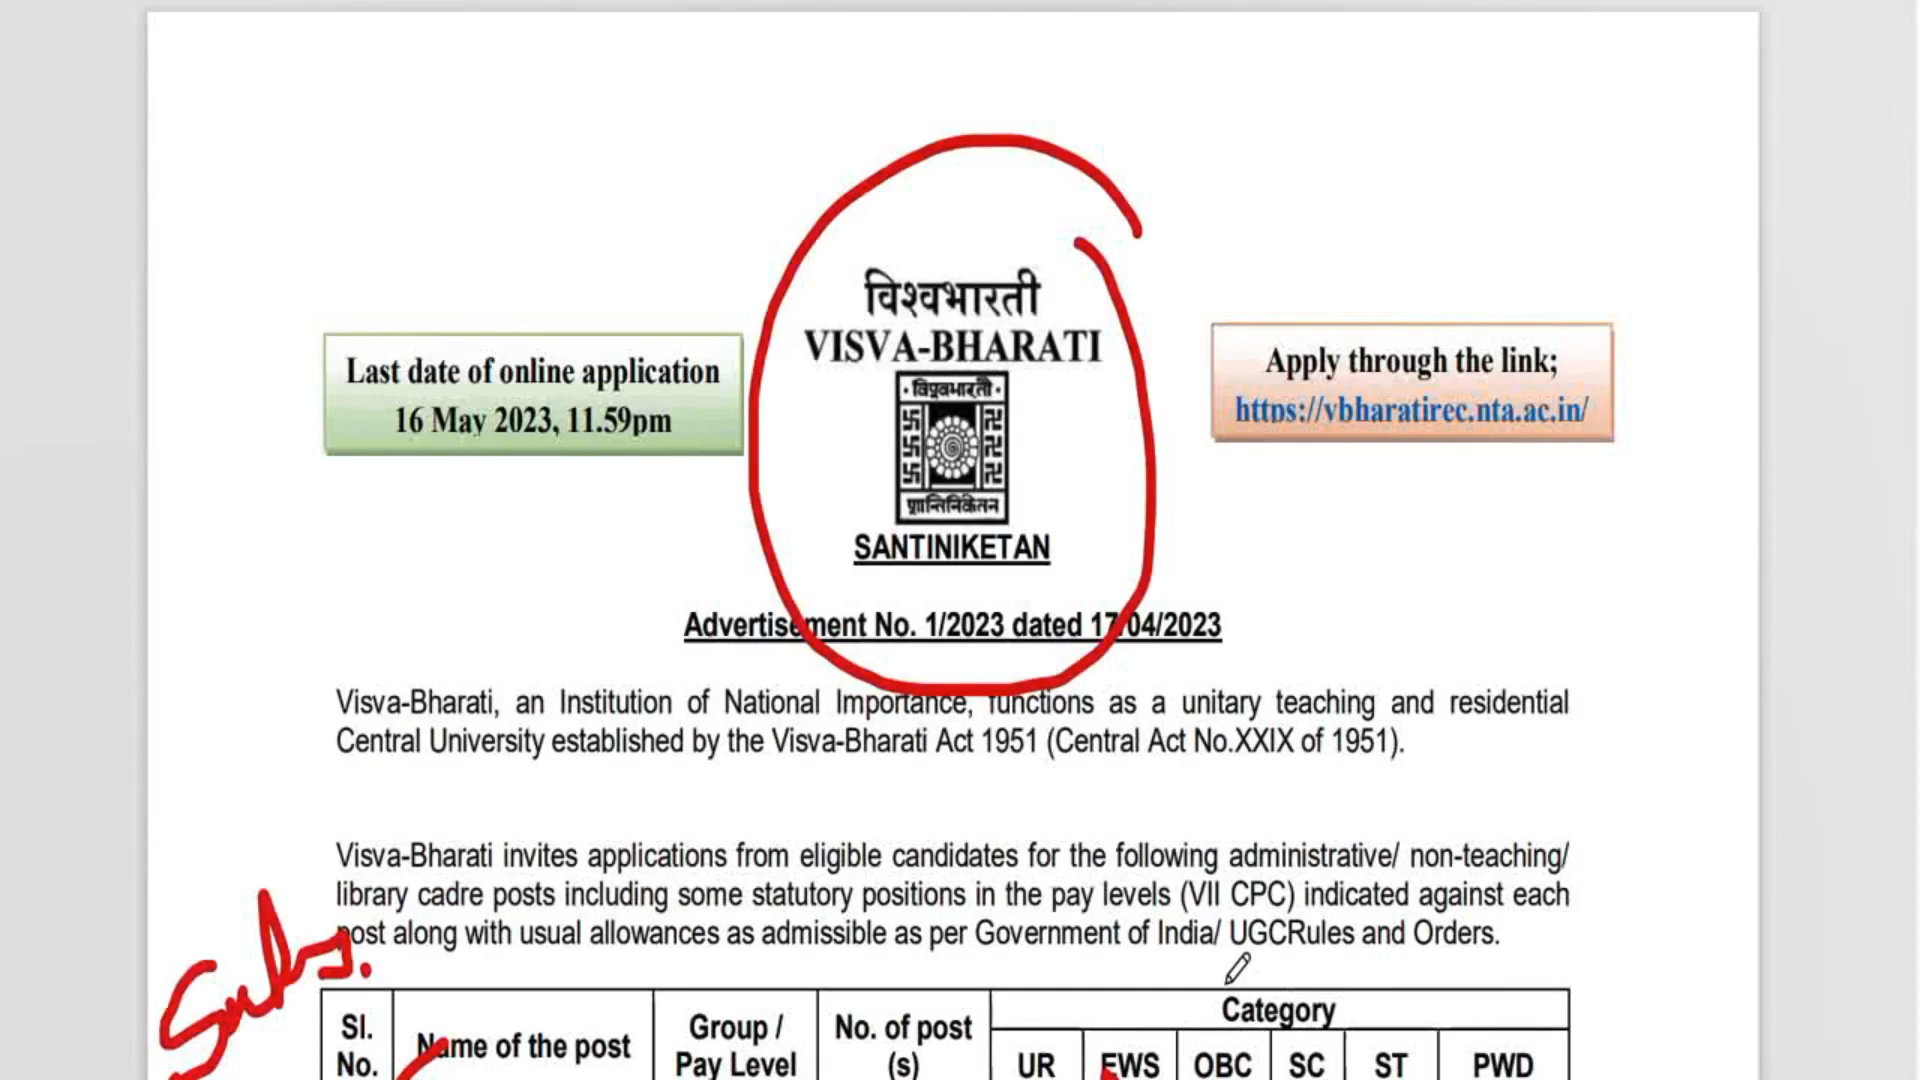 विश्वभारती
VISVA-BHARATI
Last date of online application
16 May 2023, 11.59pm
Apply through the link;
https://vbharatirec.nta.ac.in/
विश्वभारती
SANTINIKETAN
Advertisement No. 1/2023 dated 17/04/2023
Visva-Bharati, an Institution of National Importance, functions as a unitary teaching and residential
Central University established by the Visva-Bharati Act 1951 (Central Act No.XXIX of 1951).
Visva-Bharati invites applications from eligible candidates for the following administrative/ non-teaching/
library cadre posts including some statutory positions in the pay levels (VII CPC) indicated against each
post along with usual allowances as admissible as per Government of India/ UGCRules and Orders.
Sl. No.
Name of the post
Group / Pay Level
No. of post (s)
Category
UR EWS OBC SC ST PWD